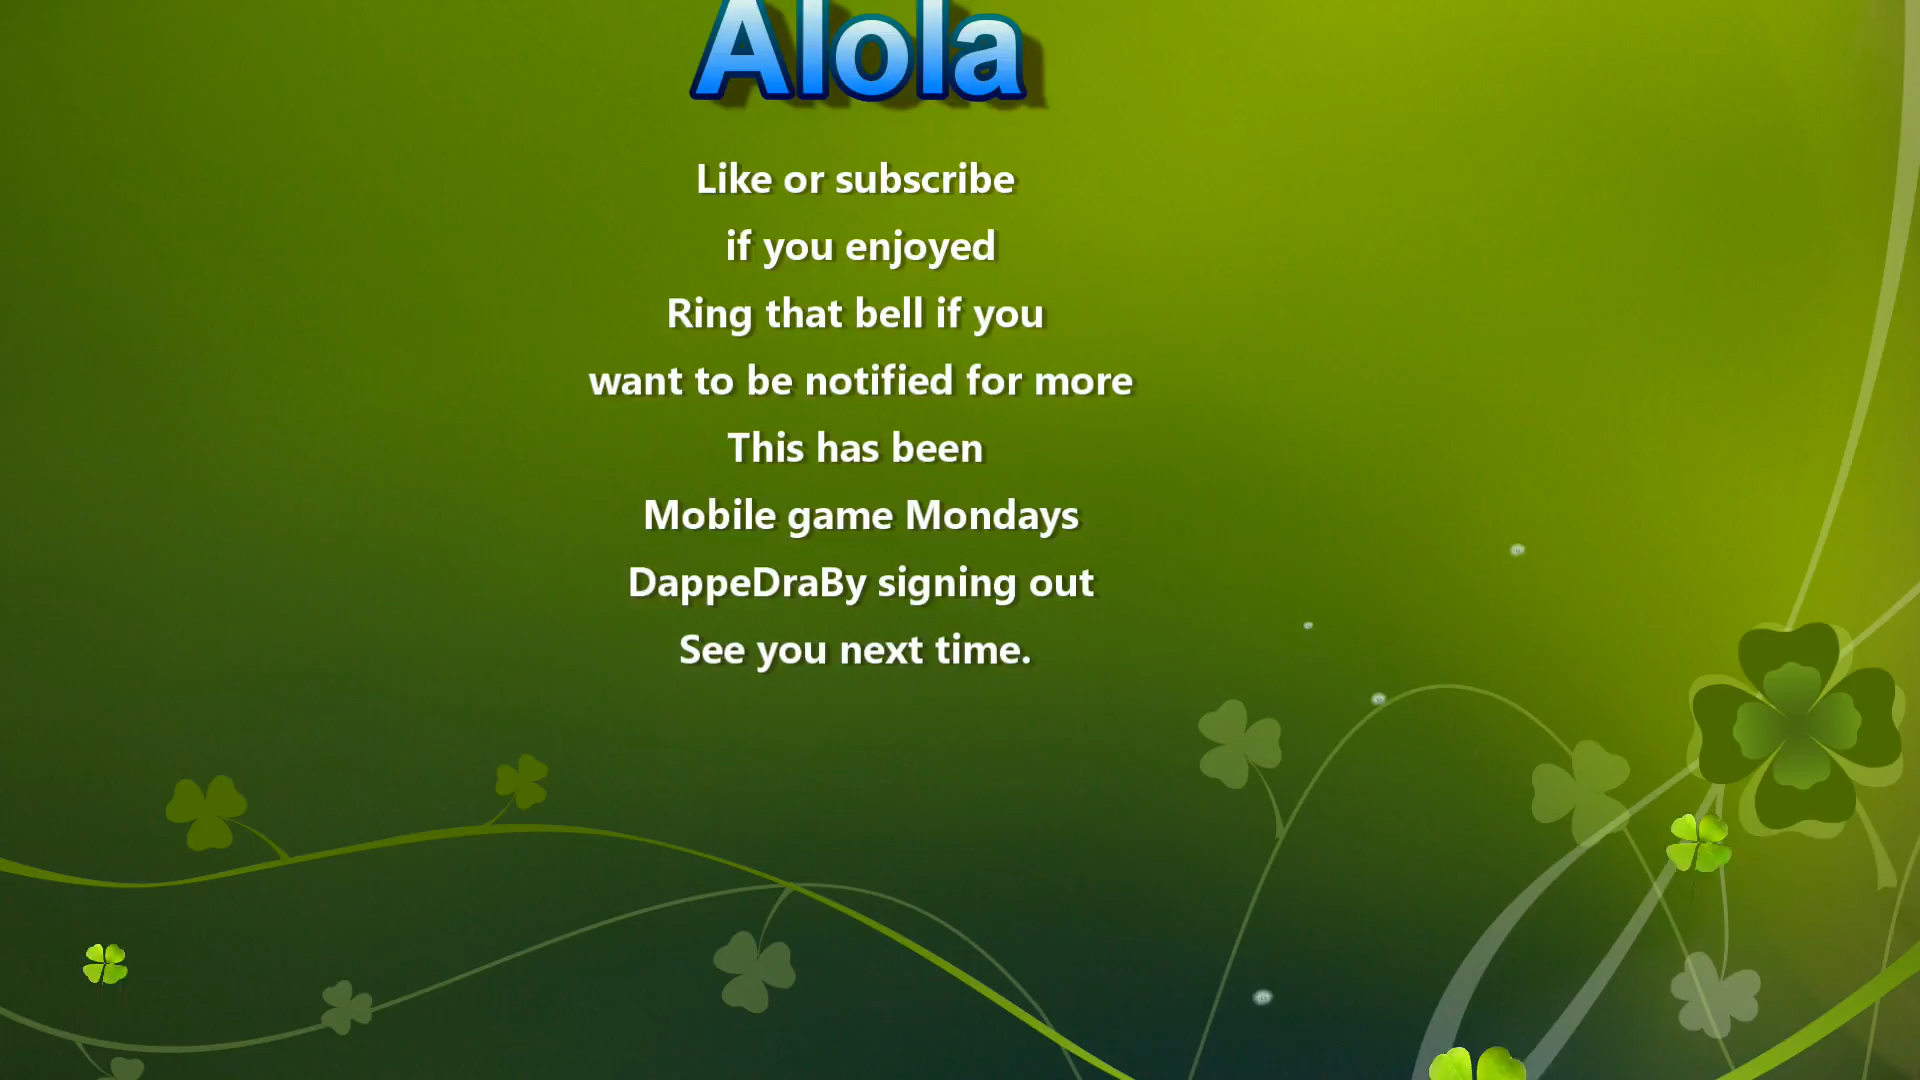 Alola
Like or subscribe
if you enjoyed
Ring that bell if you
want to be notified for more
This has been
Mobile game Mondays
DappeDraBy signing out
See you next time.